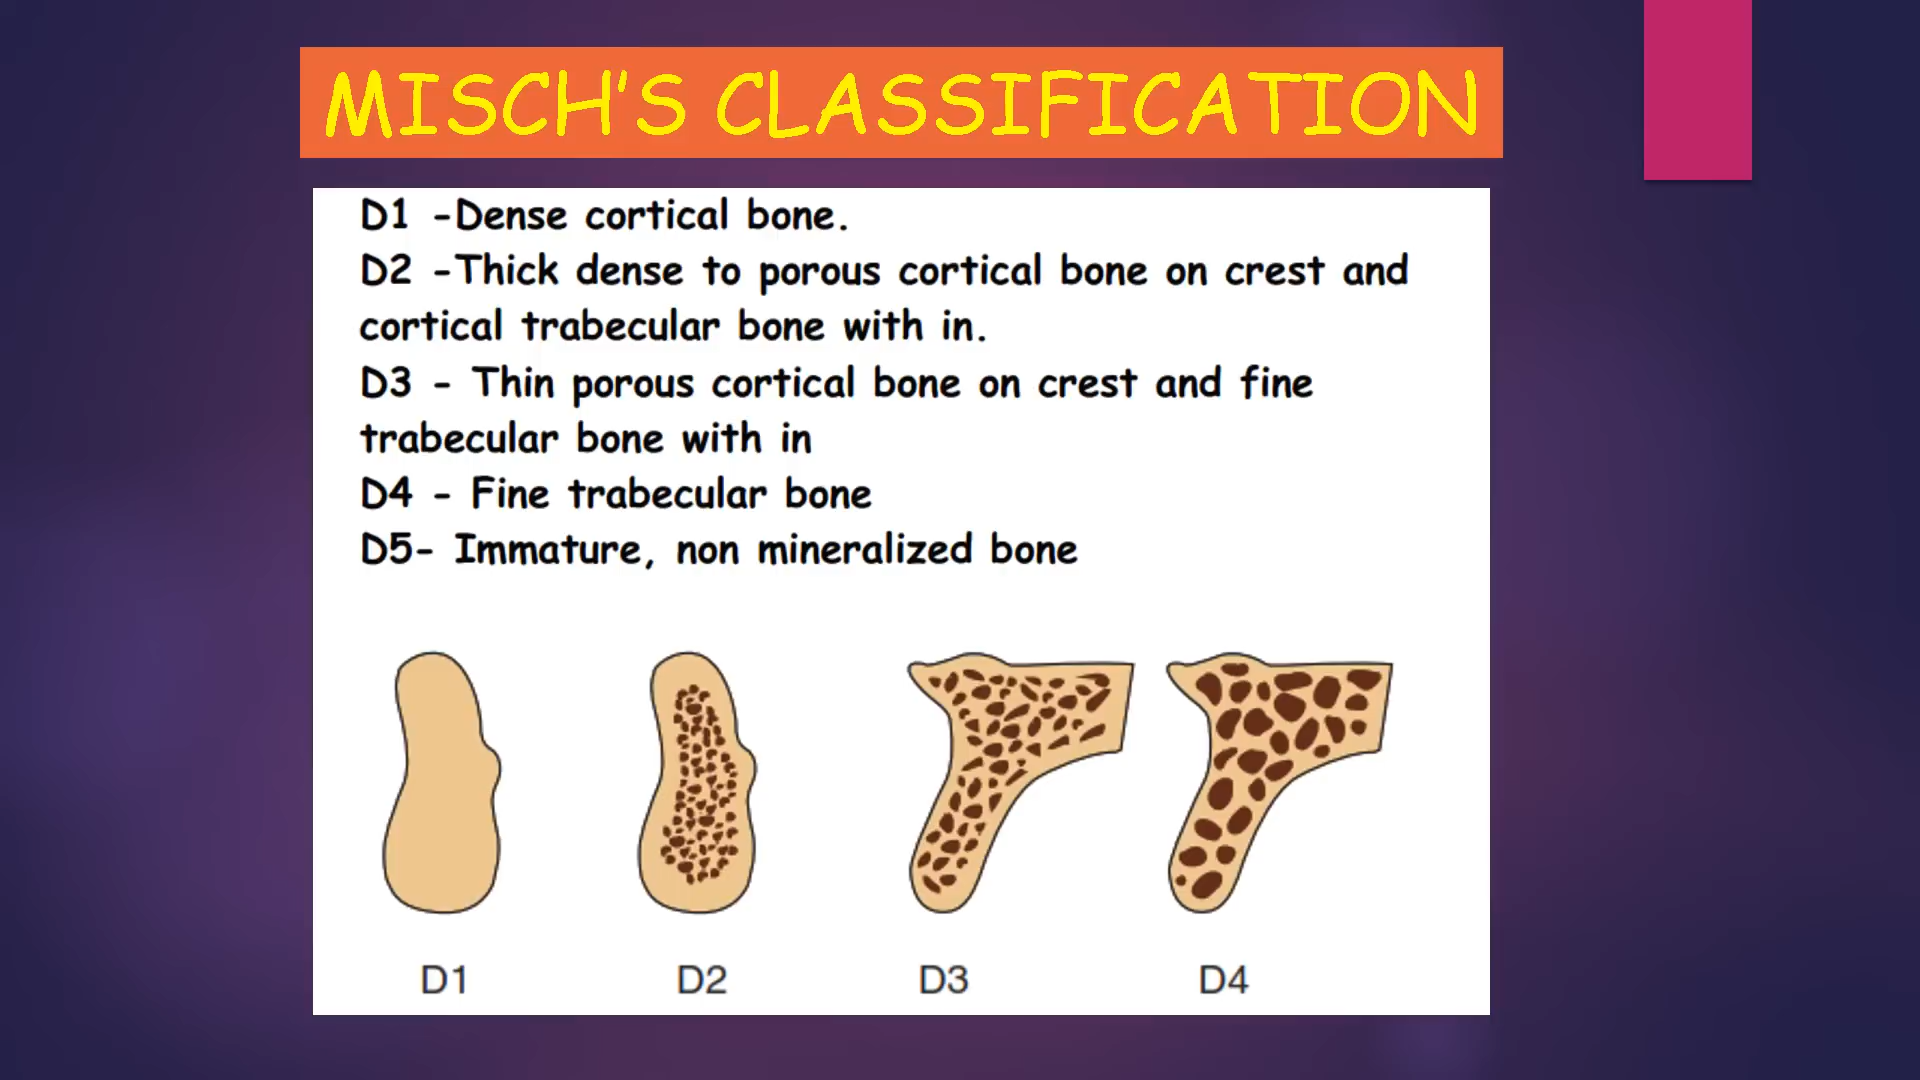 MISCH'S CLASSIFICATION
D1 -Dense cortical bone.
D2 -Thick dense to porous cortical bone on crest and
cortical trabecular bone with in.
D3 - Thin porous cortical bone on crest and fine
trabecular bone with in
D4 - Fine trabecular bone
D5- Immature, non mineralized bone
D1 D2 D3 D4